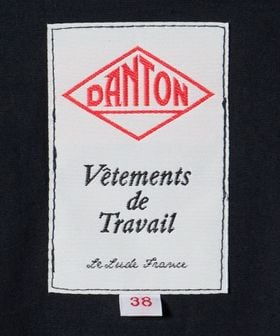 DANTON
Vêtements
de
Travail
Le Lude France
38